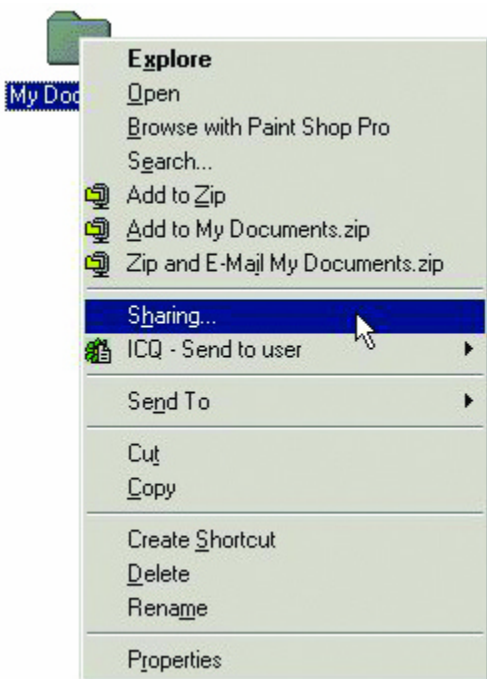 My Doc
Explore
Open
Browse with Paint Shop Pro
Search...
Add to Zip
Add to My Documents.zip
Zip and E-Mail My Documents.zip
Sharing...
ICQ - Send to user
Send To
Cut
Copy
Create Shortcut
Delete
Rename
Properties